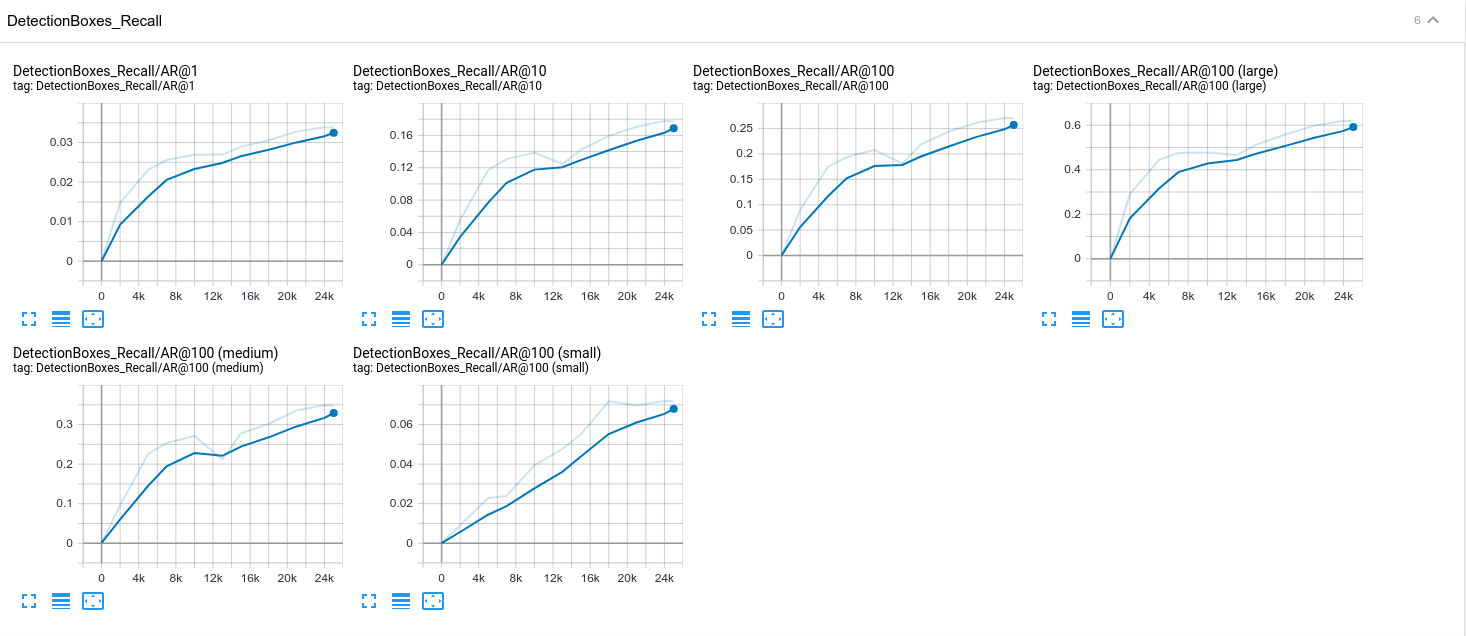 DetectionBoxes_Recall
6
DetectionBoxes_Recall/AR@1
tag: DetectionBoxes_Recall/AR@1
0.03
0.02
0.01
0
0 4k 8k 12k 16k 20k 24k
DetectionBoxes_Recall/AR@10
tag: DetectionBoxes_Recall/AR@10
0.16
0.12
0.08
0.04
0
0 4k 8k 12k 16k 20k 24k
DetectionBoxes_Recall/AR@100
tag: DetectionBoxes_Recall/AR@100
0.25
0.2
0.15
0.1
0.05
0
0 4k 8k 12k 16k 20k 24k
DetectionBoxes_Recall/AR@100 (large)
tag: DetectionBoxes_Recall/AR@100 (large)
0.6
0.4
0.2
0
0 4k 8k 12k 16k 20k 24k
DetectionBoxes_Recall/AR@100 (medium)
tag: DetectionBoxes_Recall/AR@100 (medium)
0.3
0.2
0.1
0
0 4k 8k 12k 16k 20k 24k
DetectionBoxes_Recall/AR@100 (small)
tag: DetectionBoxes_Recall/AR@100 (small)
0.06
0.04
0.02
0
0 4k 8k 12k 16k 20k 24k